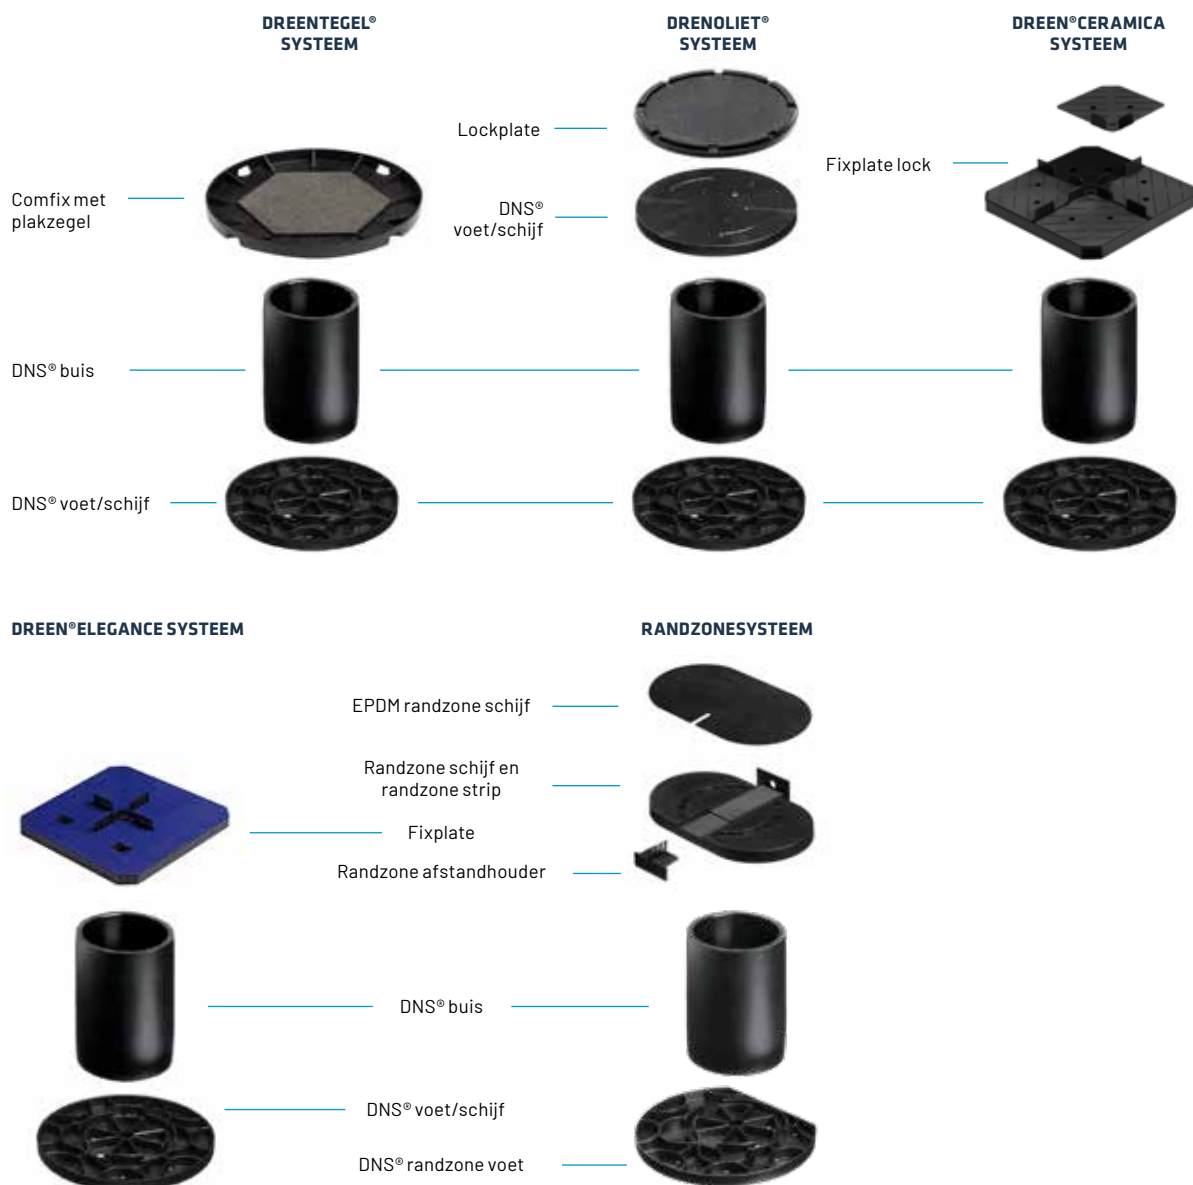 DREENTEGEL®
SYSTEEM
DRENOLIET®
SYSTEEM
DREEN®CERAMICA
SYSTEEM
Lockplate
Fixplate lock
Comfix met
plakzegel
DNS®
voet/schijf
DNS® buis
DNS® voet/schijf
DREEN®ELEGANCE SYSTEEM
RANDZONESYSTEEM
EPDM randzone schijf
Randzone schijf en
randzone strip
Fixplate
Randzone afstandhouder
DNS® buis
DNS® voet/schijf
DNS® randzone voet